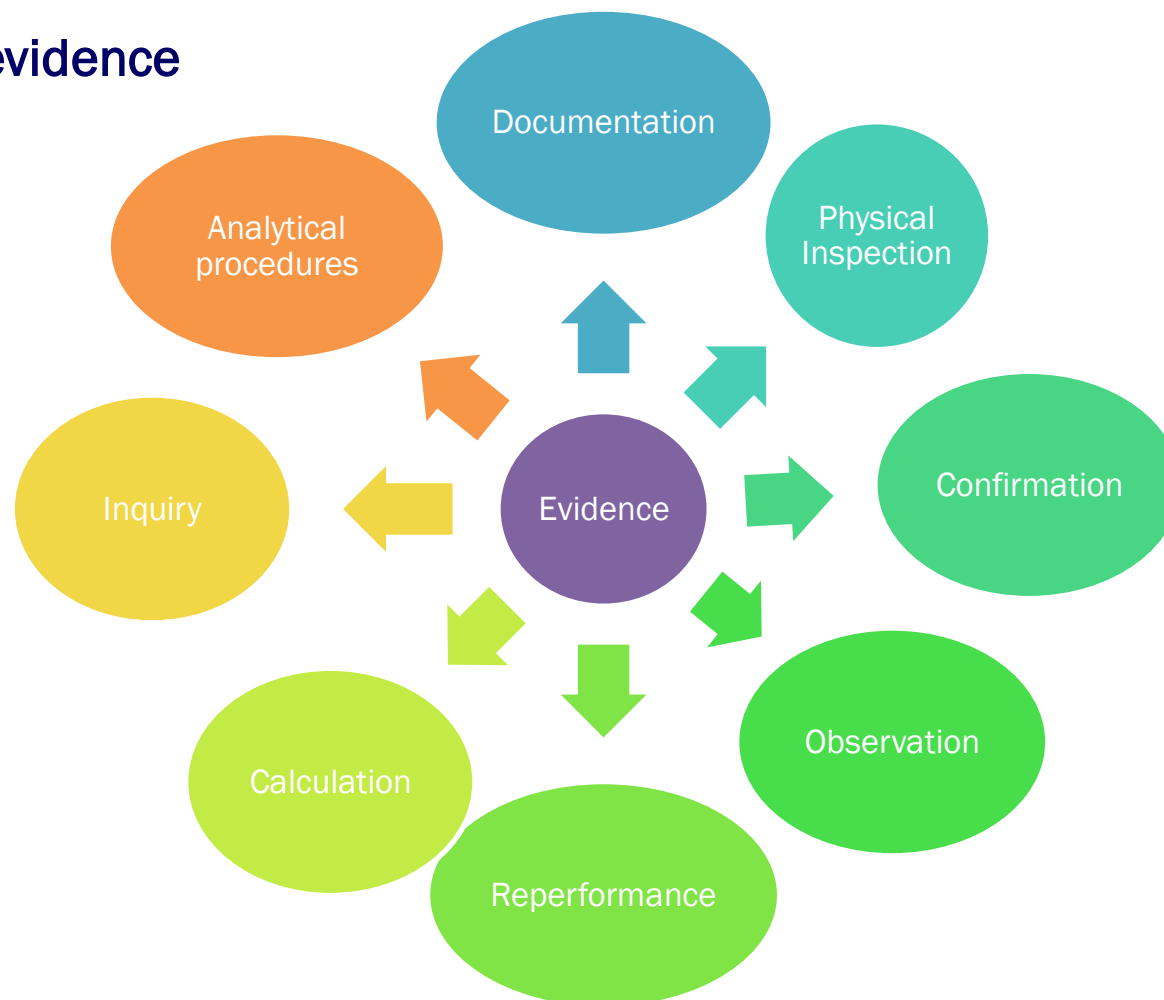 evidence
Documentation
Physical
Inspection
Confirmation
Observation
Reperformance
Calculation
Inquiry
Analytical
procedures
Evidence